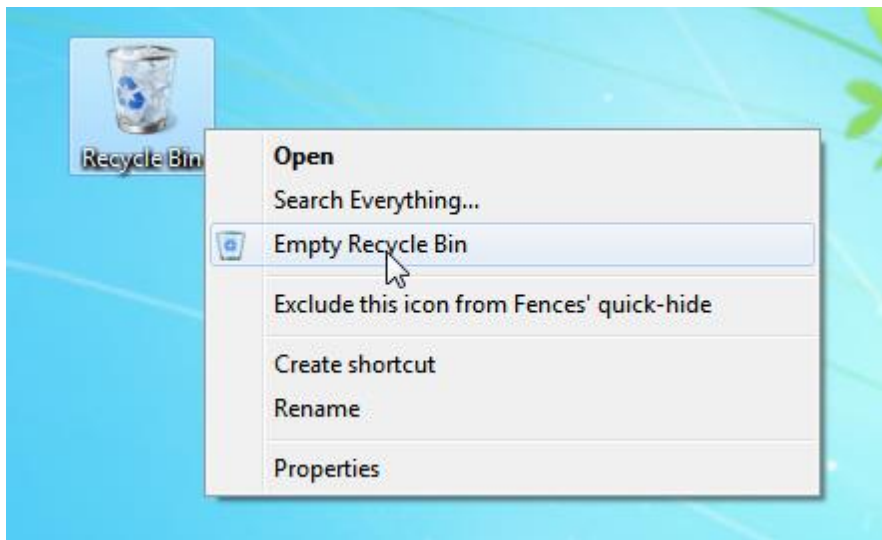 Recycle Bin
Open
Search Everything...
Empty Recycle Bin
Exclude this icon from Fences' quick-hide
Create shortcut
Rename
Properties